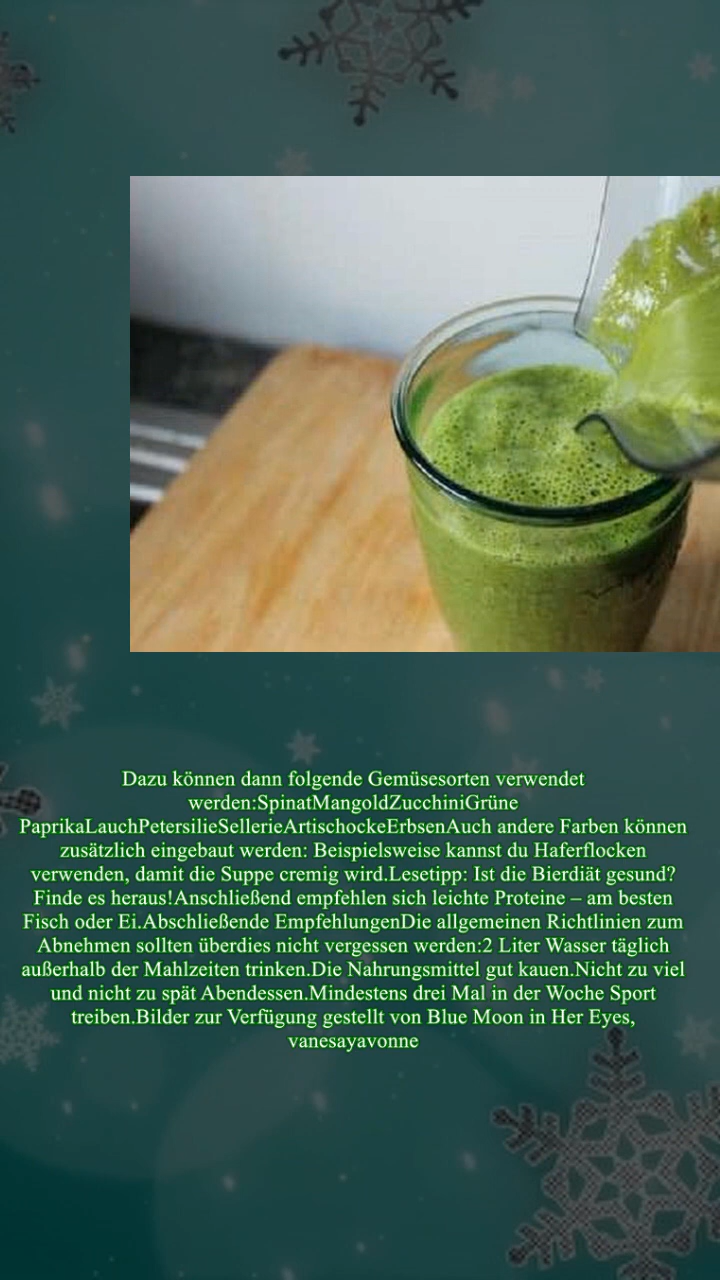 Dazu können dann folgende Gemüsesorten verwendet
werden:SpinatMangoldZucchiniGrüne
PaprikaLauchPetersilieSellerieArtischockeErbsenAuch andere Farben können
zusätzlich eingebaut werden: Beispielsweise kannst du Haferflocken
verwenden, damit die Suppe cremig wird.Lesetipp: Ist die Bierdiät gesund?
Finde es heraus!Anschließend empfehlen sich leichte Proteine – am besten
Fisch oder Ei.Abschließende EmpfehlungenDie allgemeinen Richtlinien zum
Abnehmen sollten überdies nicht vergessen werden:2 Liter Wasser täglich
außerhalb der Mahlzeiten trinken.Die Nahrungsmittel gut kauen.Nicht zu viel
und nicht zu spät Abendessen.Mindestens drei Mal in der Woche Sport
treiben.Bilder zur Verfügung gestellt von Blue Moon in Her Eyes,
vanesayavonne